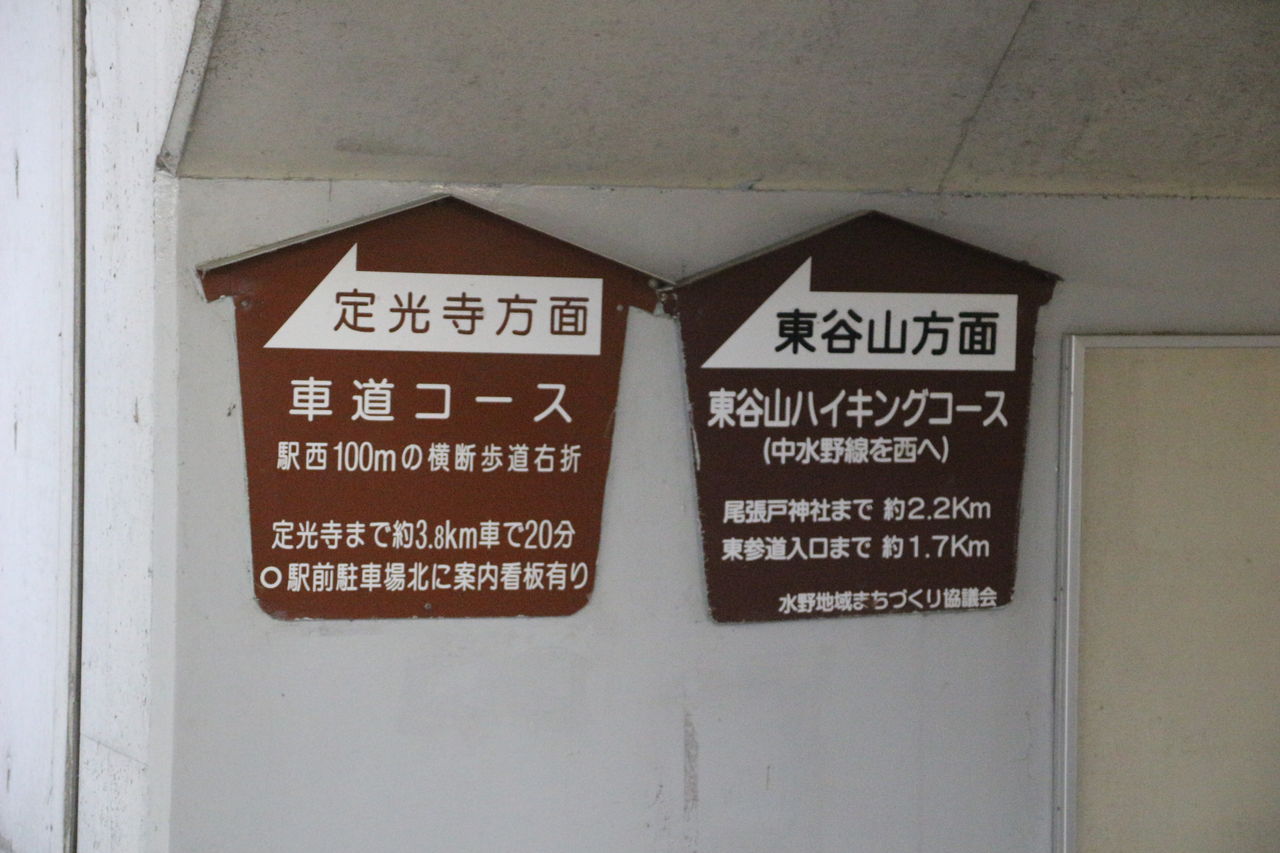 定光寺方面
車道コース
駅西100mの横断歩道右折
定光寺まで約3.8km車で20分
○駅前駐車場北に案内看板有り
東谷山方面
東谷山ハイキングコース
(中水野線を西へ)
尾張戸神社まで 約2.2Km
東参道入口まで 約1.7Km
水野地域まちづくり協議会